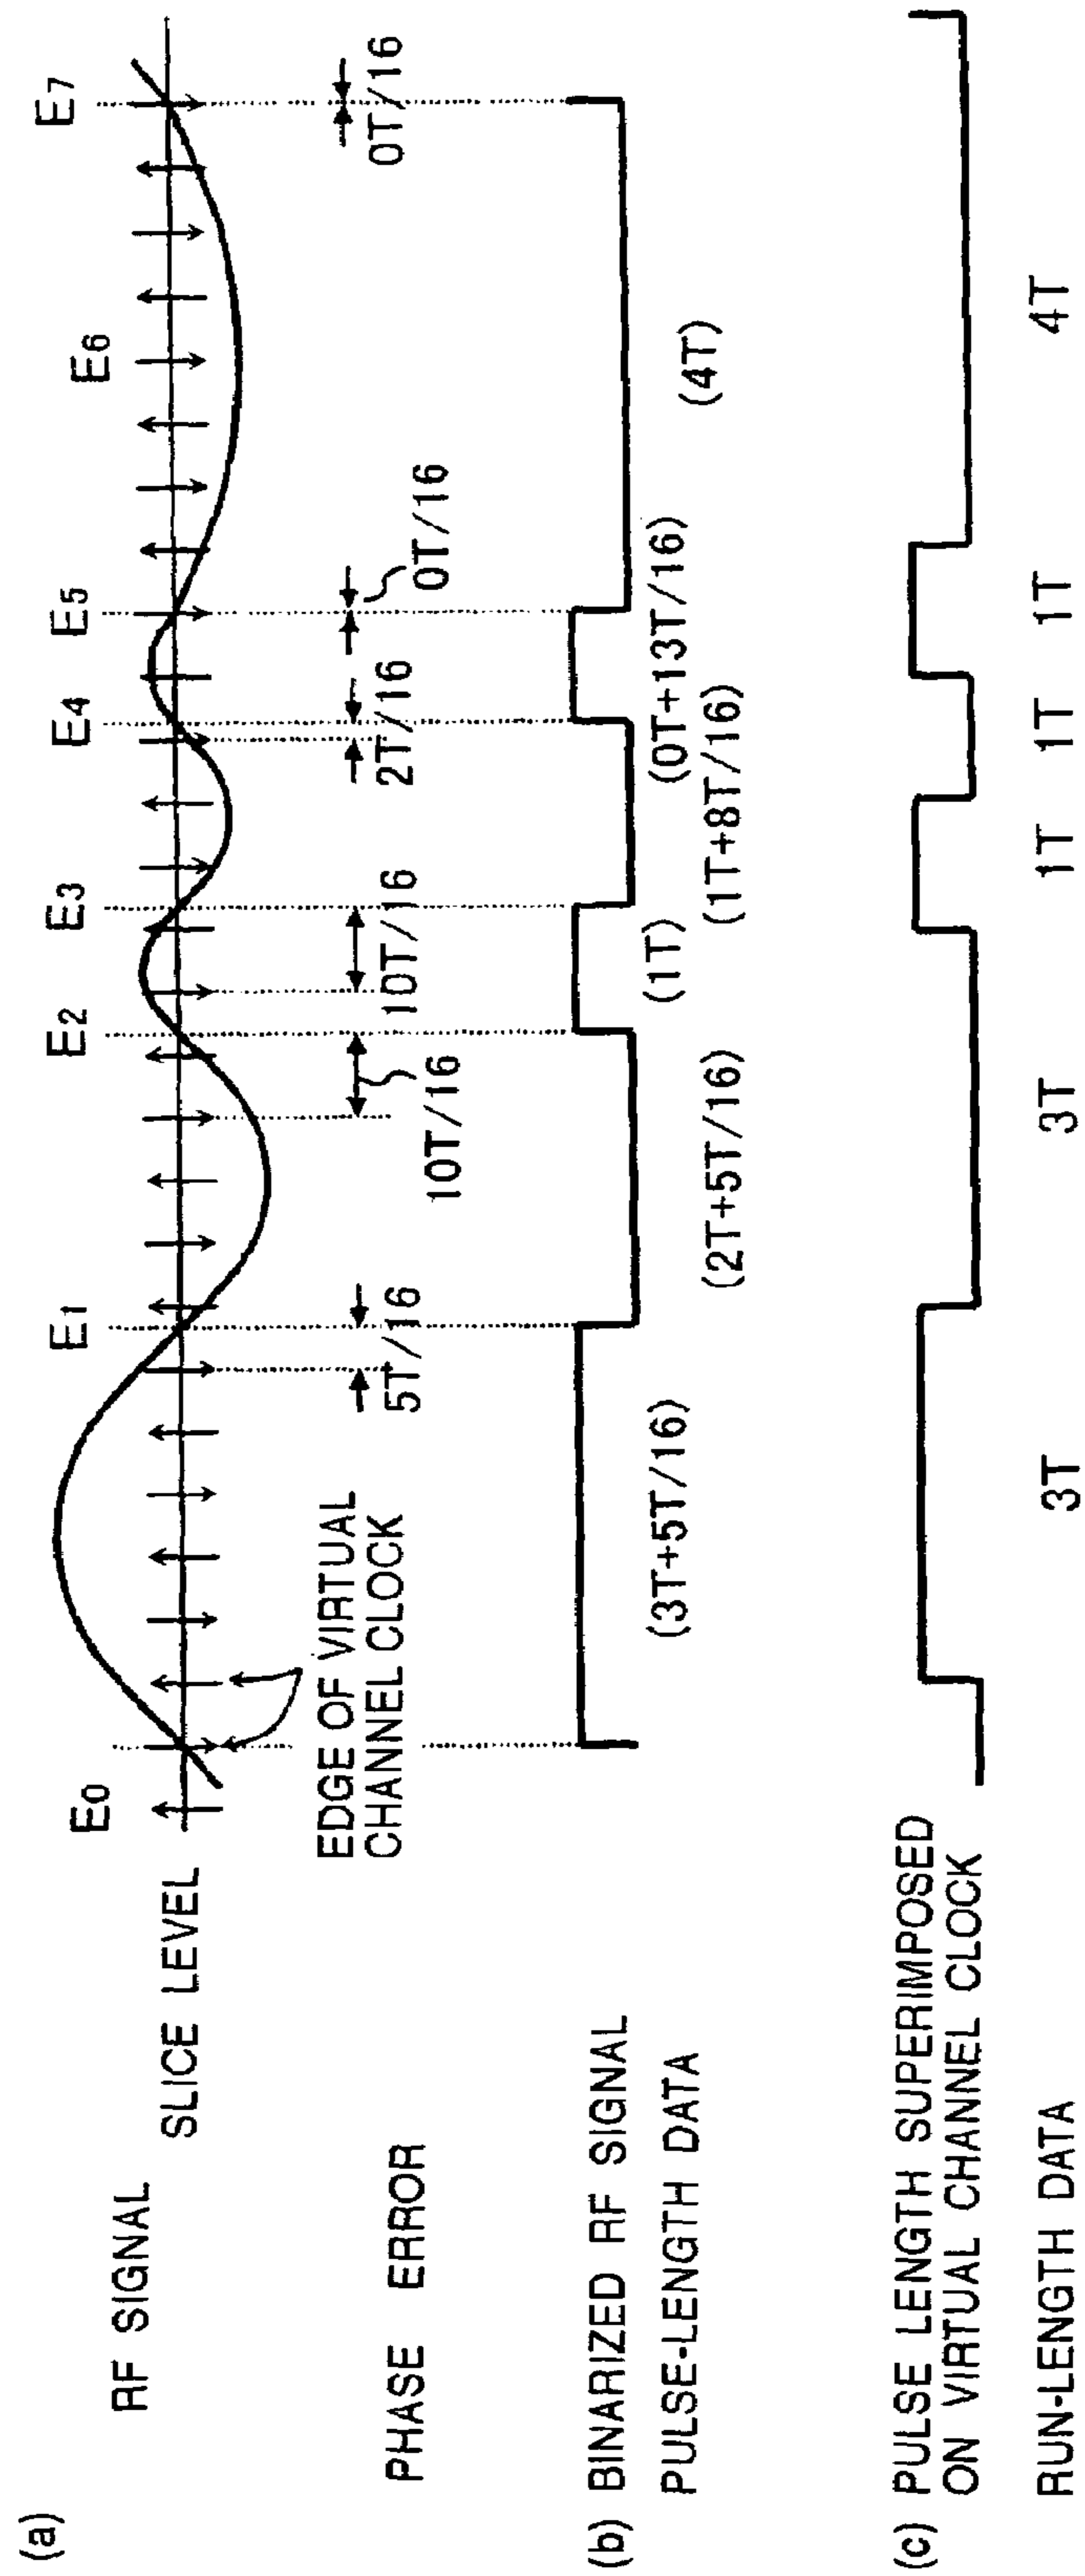 (a)
RF SIGNAL
SLICE LEVEL
E0
E1
E2
E3
E4
E5
E6
E7
EDGE OF VIRTUAL
CHANNEL CLOCK
PHASE ERROR
5T/16
10T/16
10T/16
2T/16
0T/16
0T/16
(b) BINARIZED RF SIGNAL
PULSE-LENGTH DATA
(3T+5T/16)
(2T+5T/16)
(1T)
(1T+8T/16)
(0T+13T/16)
(4T)
(c) PULSE LENGTH SUPERIMPOSED
ON VIRTUAL CHANNEL CLOCK
RUN-LENGTH DATA
3T
3T
1T
1T
1T
4T